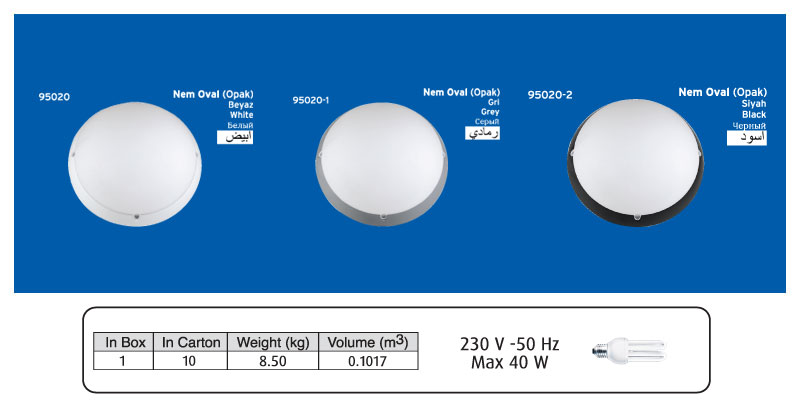 95020
Nem Oval (Opak)
Beyaz
White
Белый
ابيض
95020-1
Nem Oval (Opak)
Gri
Grey
Серый
رمادي
95020-2
Nem Oval (Opak)
Siyah
Black
Черный
اسود
In Box In Carton Weight (kg) Volume (m3)
1 10 8.50 0.1017
230 V -50 Hz
Max 40 W